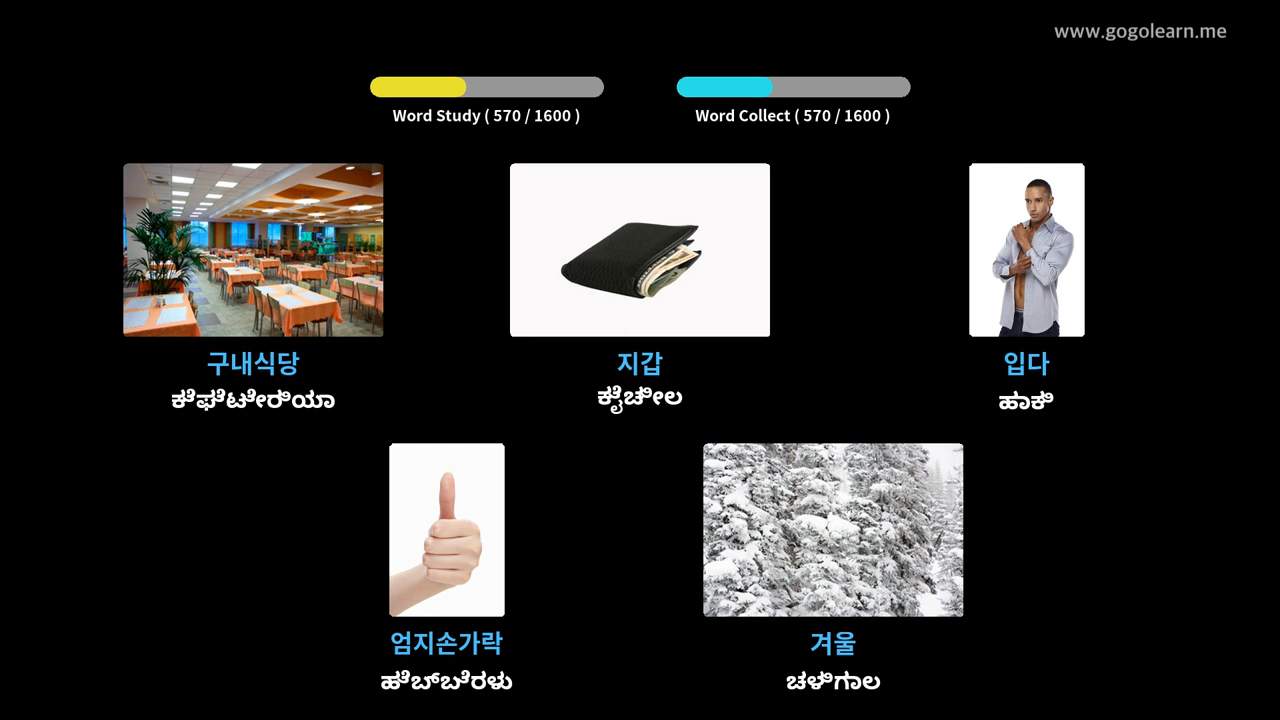 www.gogolearn.me
Word Study ( 570 / 1600 )
Word Collect ( 570 / 1600 )
구내식당
ಕೆಫೆಟೇರಿಯಾ
지갑
ಕೈಚೀಲ
입다
ಹಾಕಿ
엄지손가락
ಹೆಬ್ಬೆರಳು
겨울
ಚಳಿಗಾಲ